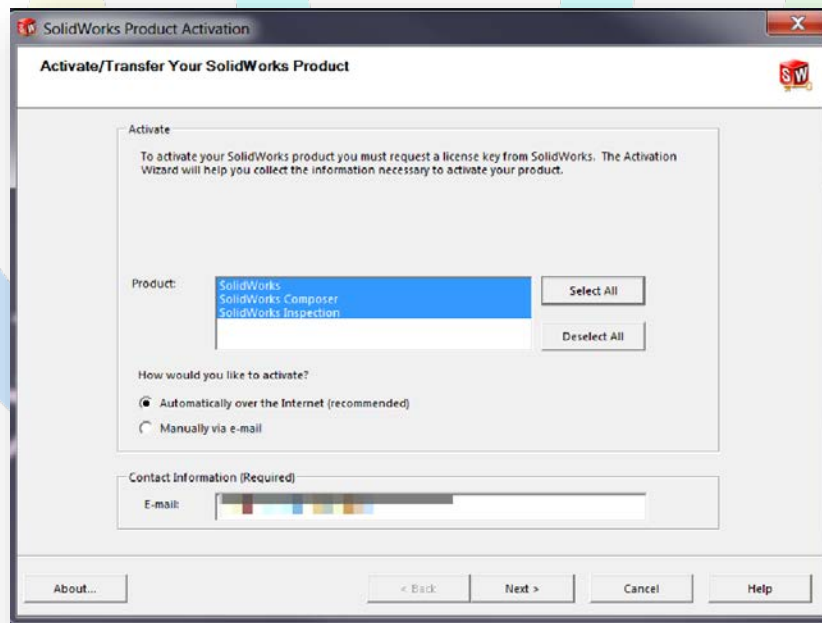 SolidWorks Product Activation
Activate/Transfer Your SolidWorks Product
SW
Activate
To activate your SolidWorks product you must request a license key from SolidWorks. The Activation
Wizard will help you collect the information necessary to activate your product.
Product:
SolidWorks
SolidWorks Composer
SolidWorks Inspection
Select All
Deselect All
How would you like to activate?
Automatically over the Internet (recommended)
Manually via e-mail
Contact Information (Required)
E-mail:
About...
< Back
Next >
Cancel
Help